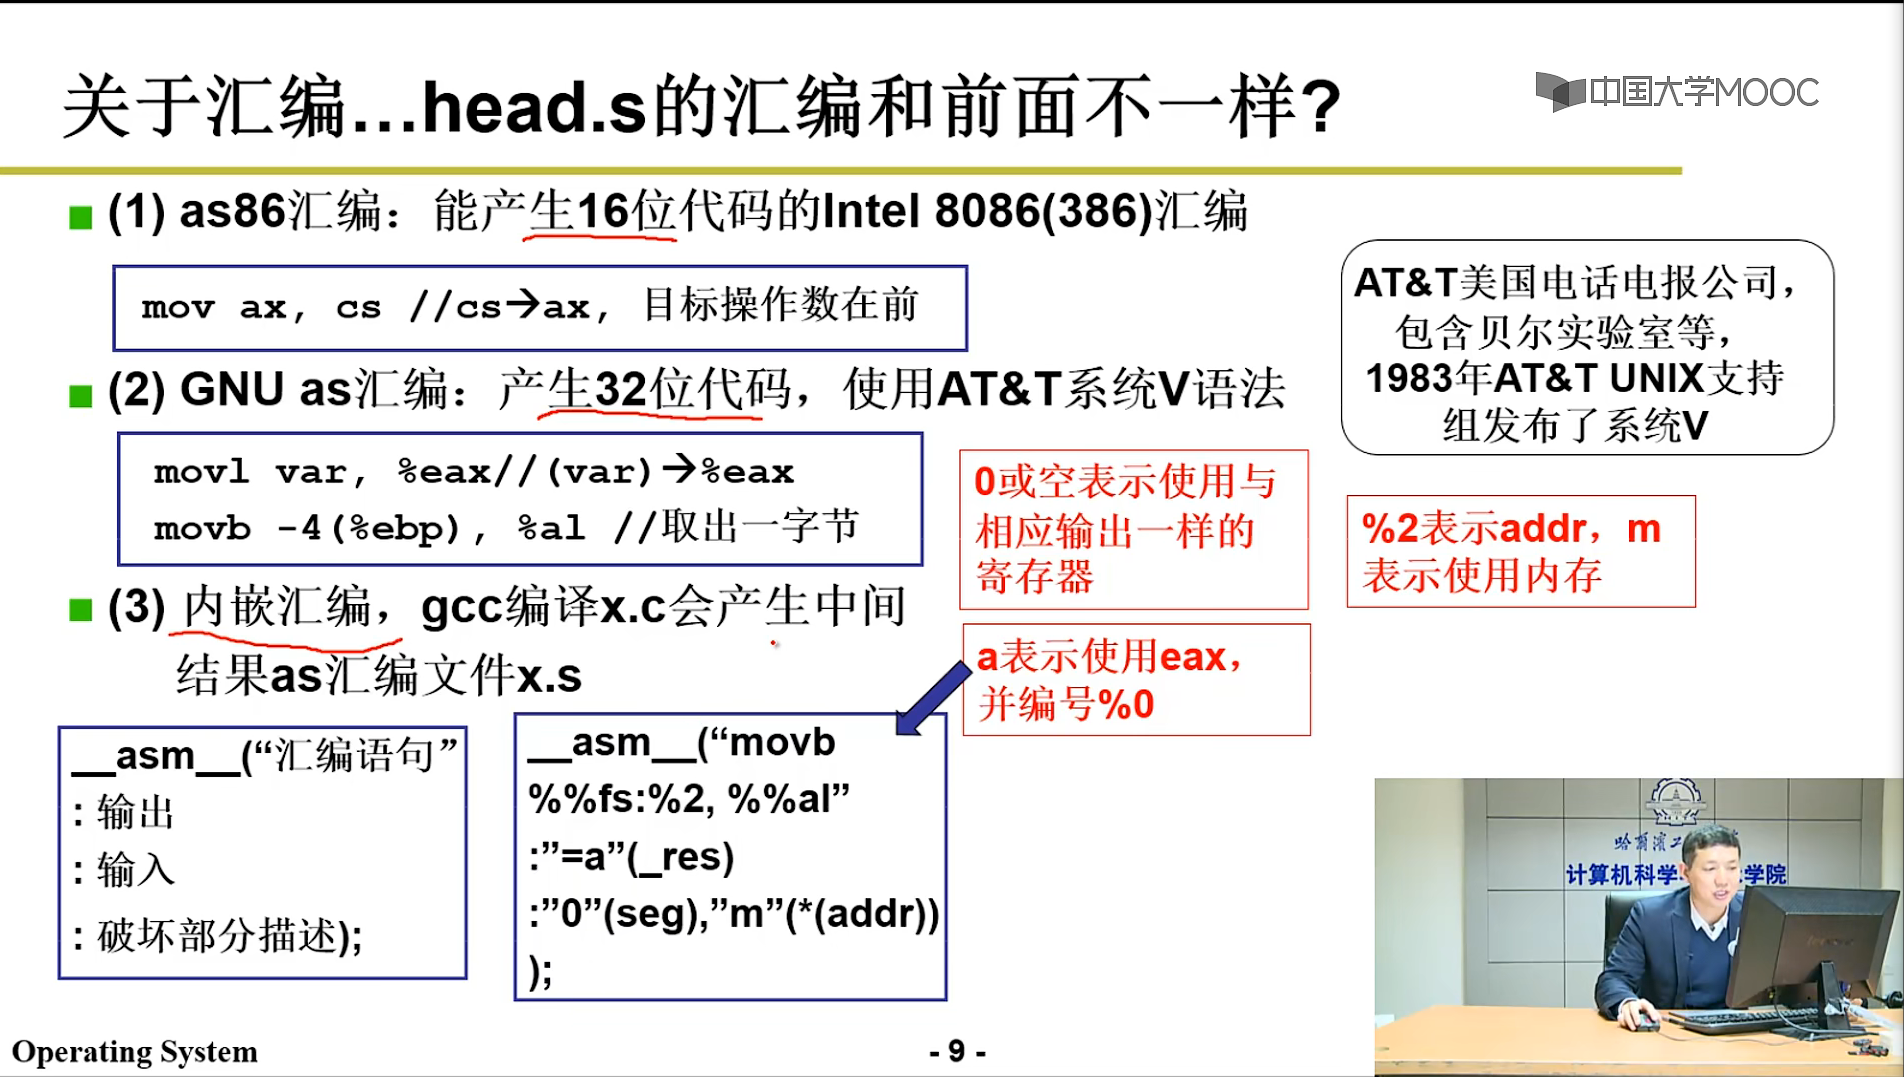 关于汇编…head.s的汇编和前面不一样?
中国大学MOOC
(1) as86汇编：能产生16位代码的Intel 8086(386)汇编
mov ax, cs //cs→ax, 目标操作数在前
AT&T美国电话电报公司，
包含贝尔实验室等，
1983年AT&T UNIX支持
组发布了系统V
(2) GNU as汇编：产生32位代码，使用AT&T系统V语法
movl var, %eax//(var)→%eax
movb -4(%ebp), %al //取出一字节
0或空表示使用与
相应输出一样的
寄存器
%2表示addr，m
表示使用内存
(3) 内嵌汇编，gcc编译x.c会产生中间
结果as汇编文件x.s
a表示使用eax，
并编号%0
__asm__(“汇编语句”
: 输出
: 输入
: 破坏部分描述);
__asm__(“movb
%%fs:%2, %%al”
:”=a”(_res)
:”0”(seg),”m”(*(addr))
);
哈尔滨工
计算机科学
学院
Operating System
- 9 -